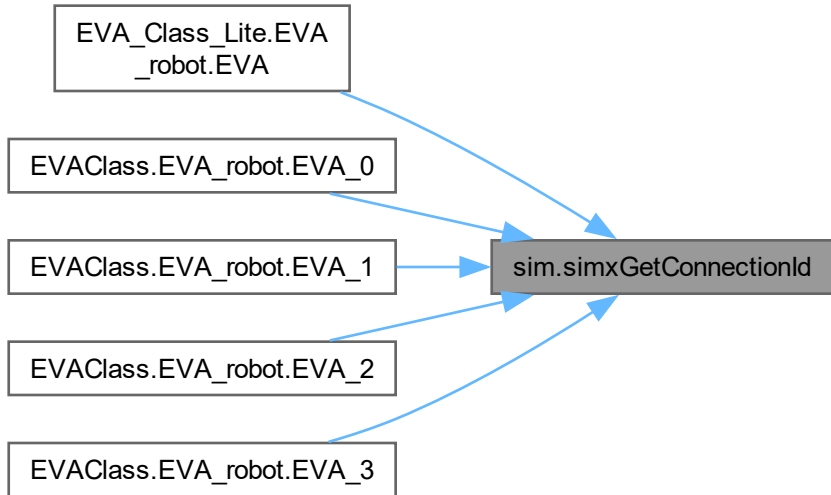 EVA_Class_Lite.EVA
_robot.EVA
EVAClass.EVA_robot.EVA_0
EVAClass.EVA_robot.EVA_1
sim.simxGetConnectionId
EVAClass.EVA_robot.EVA_2
EVAClass.EVA_robot.EVA_3